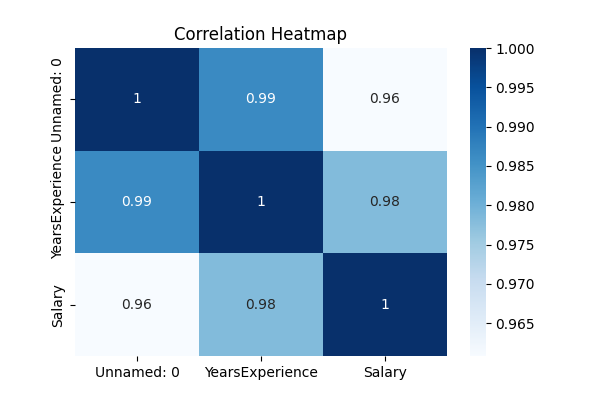 Correlation Heatmap
Unnamed: 0
YearsExperience
Salary
1
0.99
0.96
0.99
1
0.98
0.96
0.98
1
Unnamed: 0
YearsExperience
Salary
1.000
0.995
0.990
0.985
0.980
0.975
0.970
0.965